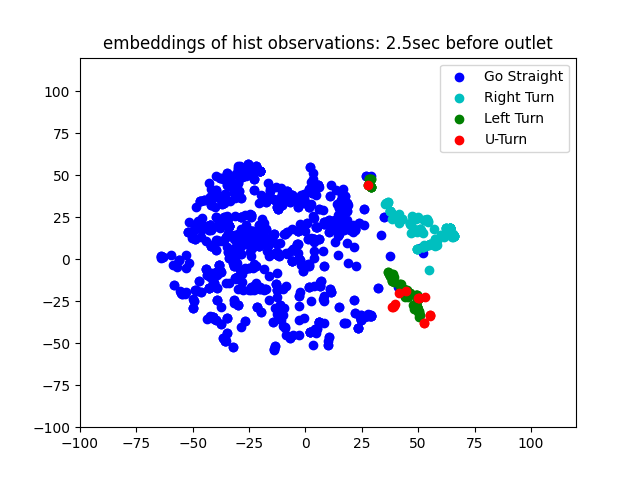 embeddings of hist observations: 2.5sec before outlet
Go Straight
Right Turn
Left Turn
U-Turn
100
75
50
25
0
−25
−50
−75
−100
−100 −75 −50 −25 0 25 50 75 100